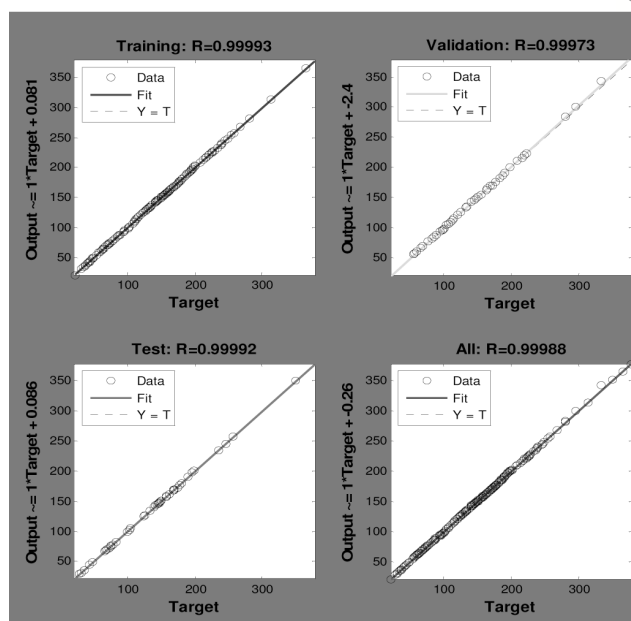 Training: R=0.99993
Output ~= 1*Target + 0.081
Data
Fit
Y = T
350
300
250
200
150
100
50
100
200
300
Target
Validation: R=0.99973
Output ~= 1*Target + -2.4
Data
Fit
Y = T
350
300
250
200
150
100
50
100
200
300
Target
Test: R=0.99992
Output ~= 1*Target + 0.086
Data
Fit
Y = T
350
300
250
200
150
100
50
100
200
300
Target
All: R=0.99988
Output ~= 1*Target + -0.26
Data
Fit
Y = T
350
300
250
200
150
100
50
100
200
300
Target